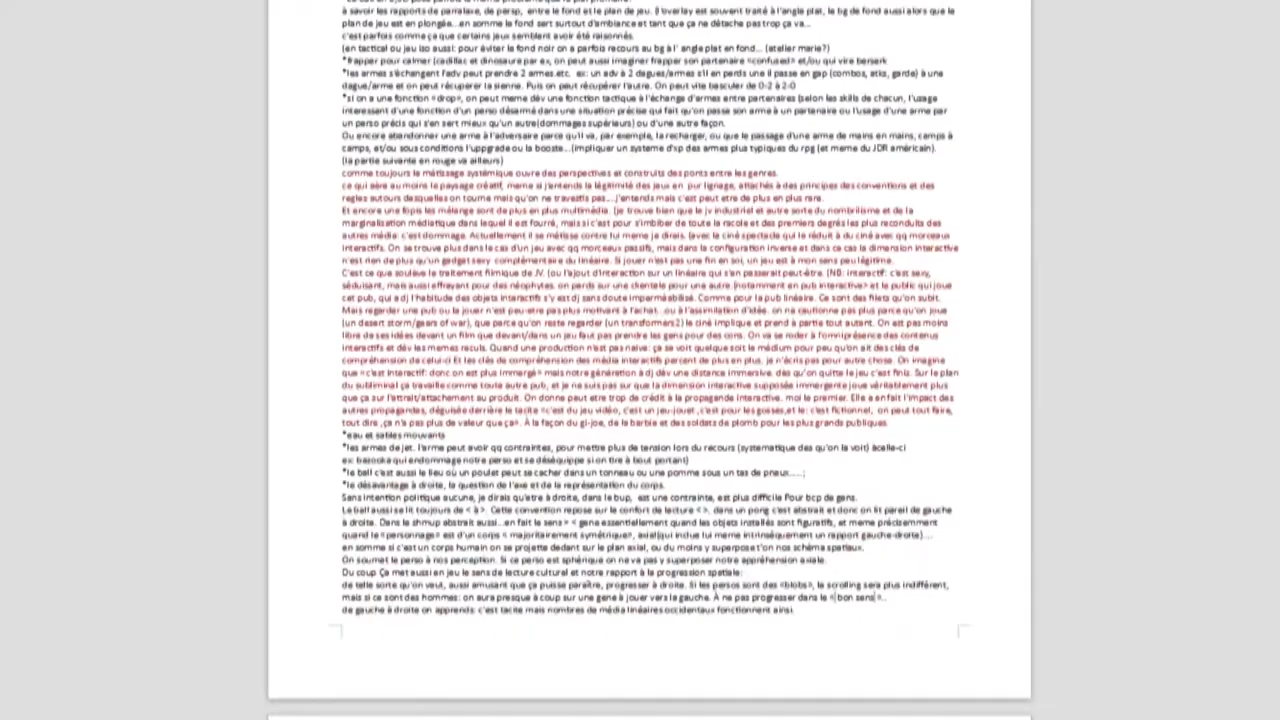 à savoir les rapports de parralaxe, de persp, entre le fond et le plan de jeu. (l'overlay est souvent traité à l'angle plat, le bg de fond aussi alors que le
plan de jeu est en plongée...en somme le fond sert surtout d'ambiance et tant que ça ne détache pas trop ça va...
c'est parfois comme ça que certains jeux semblent avoir été raisonnés.
(en tactical ou jeu iso aussi: pour éviter le fond noir on a parfois recours au bg à l' angle plat en fond... (atelier marie?)
*frapper pour calmer (cadillac et dinosaure par ex, on peut aussi imaginer frapper son partenaire «confused» et/ou qui vire berserk
*les armes s'échangent l'adv peut prendre 2 armes.etc. ex: un adv à 2 dagues/armes s'il en perds une il passe en gap (combos, atks, garde) à une
dague/arme et on peut récuperer la sienne. Puis on peut récupérer l'autre. On peut vite basculer de 0-2 à 2-0
*si on a une fonction «drop», on peut meme dév une fonction tactique à l'échange d'armes entre partenaires (selon les skills de chacun, l'usage
interessant d'une fonction d'un perso désarmé dans une situation précise qui fait qu'on passe son arme à un partenaire ou l'usage d'une arme par
un perso précis qui s'en sert mieux qu'un autre(dommages supérieurs) ou d'une autre façon.
Ou encore abandonner une arme à l'adversaire parce qu'il va, par exemple, la recharger, ou que le passage d'une arme de mains en mains, camps à
camps, et/ou sous conditions l'uppgrade ou la booste...(impliquer un systeme d'xp des armes plus typiques du rpg (et meme du JDR américain).
(la partie suivante en rouge va ailleurs)
comme toujours le métissage systémique ouvre des perspectives et construits des ponts entre les genres.
ce qui aère au moins le paysage créatif, meme si j'entends la légitimité des jeux en pur lignage, attachés à des principes des conventions et des
regles autours desquelles on tourne mais qu'on ne travestis pas....j'entends mais c'est peut etre de plus en plus rare.
Et encore une fopis les mélange sont de plus en plus multimédia. (je trouve bien que le jv industriel et autre sorte du nombrilisme et de la
marginalisation médiatique dans lequel il est fourré, mais si c'est pour s'imbiber de toute la racole et des premiers degrés les plus reconduits des
autres média: c'est dommage. Actuellement il se métisse contre lui meme je dirais. (avec le ciné spectacle qui le réduit à du ciné avec qq morceaux
interactifs. On se trouve plus dans le cas d'un jeu avec qq morceaux passifs, mais dans la configuration inverse et dans ce cas la dimension interactive
n'est rien de plus qu'un gadget sexy complémentaire du linéaire. Si jouer n'est pas une fin en soi, un jeu est à mon sens peu légitime.
C'est ce que souleve le traitement filmique de JV. (ou l'ajout d'interaction sur un linéaire qui s'en passerait peut-être. (NB: interactif: c'est sexy,
séduisant, mais aussi effrayant pour des néophytes. on perds sur une clientele pour une autre.(notamment en pub interactive> et le public qui joue
cet pub, qui a dj l'habitude des objets interactifs s'y est dj sans doute imperméabilisé. Comme pour la pub linéaire. Ce sont des filets qu'on subit.
Mais regarder une pub ou la jouer n'est peu-etre pas plus motivant à l'achat. ou à l'assimilation d'idée. on ne cautionne pas plus parce qu'on joue
(un desert storm/gears of war), que parce qu'on reste regarder (un transformers2) le ciné implique et prend à partie tout autant. On est pas moins
libre de ses idées devant un film que devant/dans un jeu faut pas prendre les gens pour des cons. On va se roder à l'omniprésence des contenus
interactifs et dév les memes reculs. Quand une production n'est pas naive: ça se voit quelque soit le médium pour peu qu'on ait des clés de
compréhension de celui-ci Et les clés de compréhension des média interactifs percent de plus en plus. je n'écris pas pour autre chose. On imagine
que «c'est interactif: donc on est plus immergé» mais notre génération à dj dév une distance immersive. dès qu'on quitte le jeu c'est finis. Sur le plan
du subliminal ça travaille comme toute autre pub, et je ne suis pas sur que la dimension interactive supposée immergente joue véritablement plus
que ça sur l'attrait/attachement au produit. On donne peut etre trop de crédit à la propagande interactive. moi le premier. Elle a en fait l'impact des
autres propagandes, déguisée derrière le tacite «c'est du jeu vidéo, c'est un jeu-jouet ,c'est pour les gosses,et le: c'est fictionnel, on peut tout faire,
tout dire ,ça n'a pas plus de valeur que ça». À la façon du gi-joe, de la barbie et des soldats de plomb pour les plus grands publiques.
*eau et sables mouvants
*les armes de jet. l'arme peut avoir qq contraintes, pour mettre plus de tension lors du recours (systematique des qu'on la voit) àcelle-ci
ex: bazooka qui endommage notre perso et se déséquippe si on tire à bout portant)
*le ball c'est aussi le lieu où un poulet peut se cacher dans un tonneau ou une pomme sous un tas de pneux.....;
*le désavantage à droite, la question de l'axe et de la représentation du corps.
Sans intention politique aucune, je dirais qu'etre à droite, dans le bup, est une contrainte, est plus difficile Pour bcp de gens.
Le ball aussi se lit toujours de < à>. Cette convention repose sur le confort de lecture < >. dans un pong c'est abstrait et donc on lit pareil de gauche
à droite. Dans le shmup abstrait aussi...en fait le sens > < gene essentiellement quand les objets installés sont figuratifs, et meme précisemment
quand le «personnage» est d'un corps « majoritairement symétrique», axial(qui indue lui meme intrinsèquement un rapport gauche-droite)....
en somme si c'est un corps humain on se projette dedant sur le plan axial, ou du moins y superpose t'on nos schèma spatiaux.
On soumet le perso à nos perception. Si ce perso est sphèrique on ne va pas y superposer notre appréhension axiale.
Du coup Ça met aussi en jeu le sens de lecture culturel et notre rapport à la progression spatiale:
de telle sorte qu'on veut, aussi amusant que ça puisse paraître, progresser à droite. Si les persos sont des «blobs», le scrolling sera plus indifférent,
mais si ce sont des hommes: on aura presque à coup sur une gene à jouer vers la gauche. À ne pas progresser dans le «(bon sens)»..
de gauche à droite on apprends: c'est tacite mais nombres de média linéaires occidentaux fonctionnent ainsi.